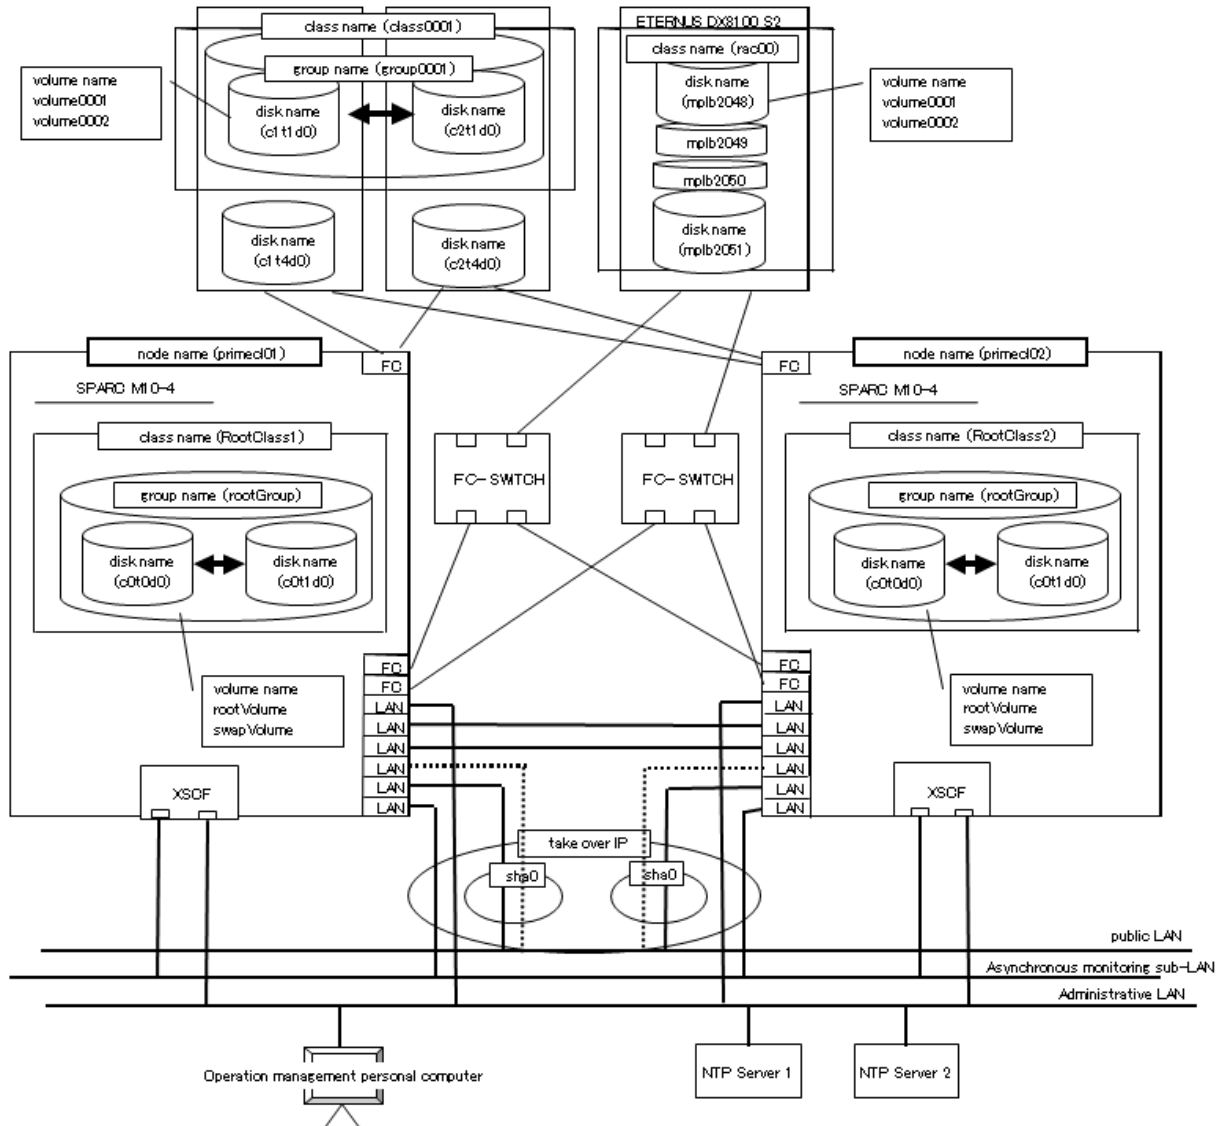 class name (class0001)
group name (group0001)
volume name
volume0001
volume0002
disk name
(c1t1d0)
disk name
(c2t1d0)
disk name
(c1t4d0)
disk name
(c2t4d0)
ETERNUS DX8100 S2
class name (rac00)
disk name
(mplb2048)
mplb2049
mplb2050
disk name
(mplb2051)
volume name
volume0001
volume0002
node name (primecl01)
FC
SPARC M10-4
class name (RootClass1)
group name (rootGroup)
disk name
(c0t0d0)
disk name
(c0t1d0)
volume name
rootVolume
swapVolume
FC
FC
LAN
LAN
LAN
LAN
LAN
LAN
XSCF
FC-SWITCH
FC-SWITCH
node name (primecl02)
FC
SPARC M10-4
class name (RootClass2)
group name (rootGroup)
disk name
(c0t0d0)
disk name
(c0t1d0)
volume name
rootVolume
swapVolume
FC
FC
LAN
LAN
LAN
LAN
LAN
LAN
XSCF
take over IP
sha0
sha0
public LAN
Asynchronous monitoring sub-LAN
Administrative LAN
Operation management personal computer
NTP Server 1
NTP Server 2